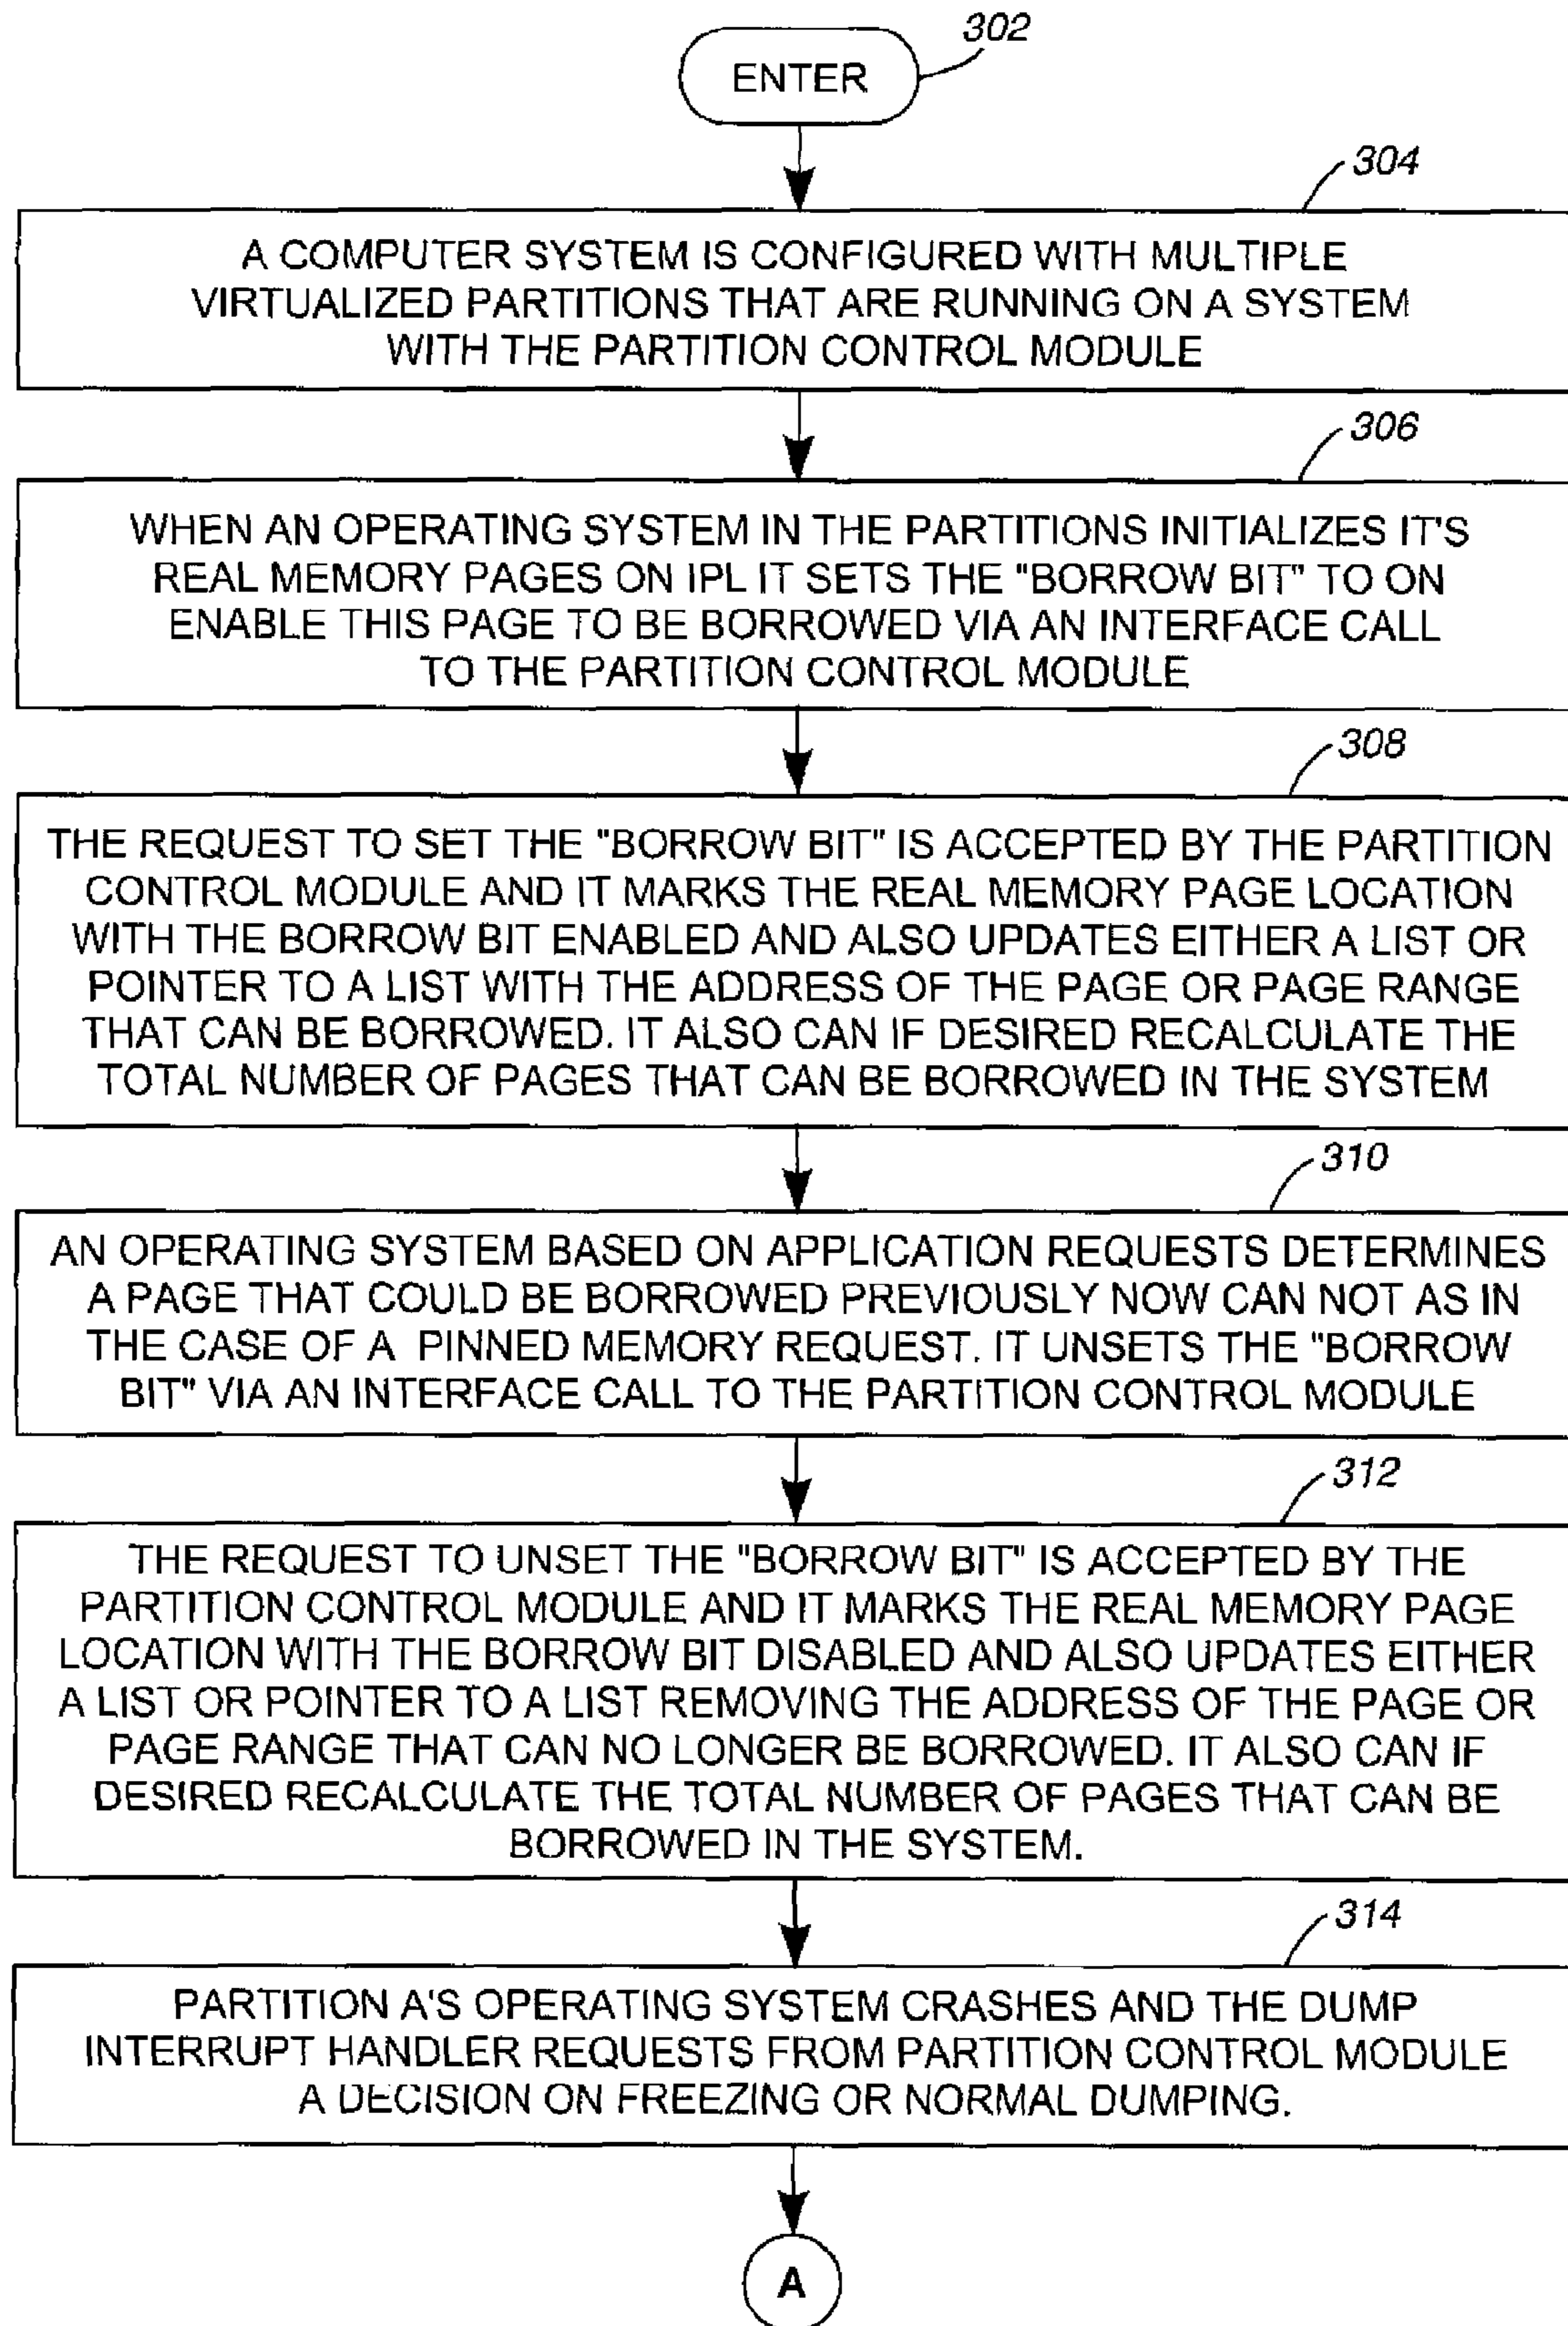 302
ENTER
304
A COMPUTER SYSTEM IS CONFIGURED WITH MULTIPLE
VIRTUALIZED PARTITIONS THAT ARE RUNNING ON A SYSTEM
WITH THE PARTITION CONTROL MODULE
306
WHEN AN OPERATING SYSTEM IN THE PARTITIONS INITIALIZES IT'S
REAL MEMORY PAGES ON IPL IT SETS THE "BORROW BIT" TO ON
ENABLE THIS PAGE TO BE BORROWED VIA AN INTERFACE CALL
TO THE PARTITION CONTROL MODULE
308
THE REQUEST TO SET THE "BORROW BIT" IS ACCEPTED BY THE PARTITION
CONTROL MODULE AND IT MARKS THE REAL MEMORY PAGE LOCATION
WITH THE BORROW BIT ENABLED AND ALSO UPDATES EITHER A LIST OR
POINTER TO A LIST WITH THE ADDRESS OF THE PAGE OR PAGE RANGE
THAT CAN BE BORROWED. IT ALSO CAN IF DESIRED RECALCULATE THE
TOTAL NUMBER OF PAGES THAT CAN BE BORROWED IN THE SYSTEM
310
AN OPERATING SYSTEM BASED ON APPLICATION REQUESTS DETERMINES
A PAGE THAT COULD BE BORROWED PREVIOUSLY NOW CAN NOT AS IN
THE CASE OF A PINNED MEMORY REQUEST. IT UNSETS THE "BORROW
BIT" VIA AN INTERFACE CALL TO THE PARTITION CONTROL MODULE
312
THE REQUEST TO UNSET THE "BORROW BIT" IS ACCEPTED BY THE
PARTITION CONTROL MODULE AND IT MARKS THE REAL MEMORY PAGE
LOCATION WITH THE BORROW BIT DISABLED AND ALSO UPDATES EITHER
A LIST OR POINTER TO A LIST REMOVING THE ADDRESS OF THE PAGE OR
PAGE RANGE THAT CAN NO LONGER BE BORROWED. IT ALSO CAN IF
DESIRED RECALCULATE THE TOTAL NUMBER OF PAGES THAT CAN BE
BORROWED IN THE SYSTEM.
314
PARTITION A'S OPERATING SYSTEM CRASHES AND THE DUMP
INTERRUPT HANDLER REQUESTS FROM PARTITION CONTROL MODULE
A DECISION ON FREEZING OR NORMAL DUMPING.
A